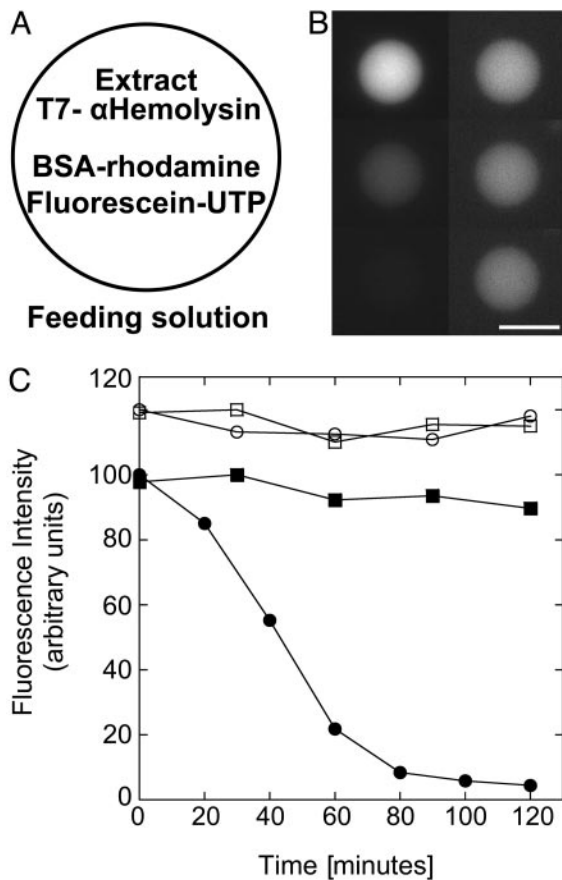 A
Extract
T7- αHemolysin
BSA-rhodamine
Fluorescein-UTP
Feeding solution
B
C
120
100
80
60
40
20
0
Fluorescence Intensity
(arbitrary units)
0 20 40 60 80 100 120
Time [minutes]